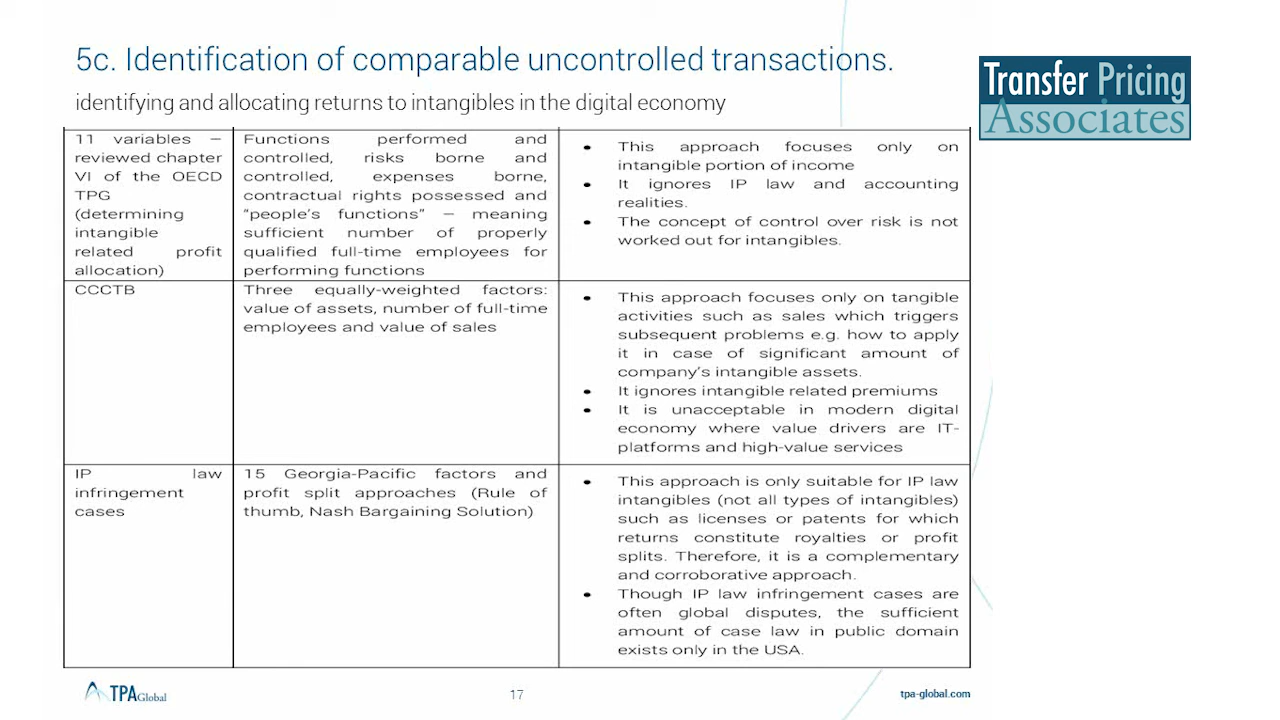 5c. Identification of comparable uncontrolled transactions.
identifying and allocating returns to intangibles in the digital economy
Transfer Pricing
Associates
11 variables –
reviewed chapter
VI of the OECD
TPG
(determining
intangible
related profit
allocation)
Functions performed and
controlled, risks borne and
controlled, expenses borne,
contractual rights possessed and
“people’s functions” – meaning
sufficient number of properly
qualified full-time employees for
performing functions
• This approach focuses only on
intangible portion of income
• It ignores IP law and accounting
realities.
• The concept of control over risk is not
worked out for intangibles.
CCCTB
Three equally-weighted factors:
value of assets, number of full-time
employees and value of sales
• This approach focuses only on tangible
activities such as sales which triggers
subsequent problems e.g. how to apply
it in case of significant amount of
company’s intangible assets.
• It ignores intangible related premiums
• It is unacceptable in modern digital
economy where value drivers are IT-
platforms and high-value services
IP law
infringement
cases
15 Georgia-Pacific factors and
profit split approaches (Rule of
thumb, Nash Bargaining Solution)
• This approach is only suitable for IP law
intangibles (not all types of intangibles)
such as licenses or patents for which
returns constitute royalties or profit
splits. Therefore, it is a complementary
and corroborative approach.
• Though IP law infringement cases are
often global disputes, the sufficient
amount of case law in public domain
exists only in the USA.
TPA Global
17
tpa-global.com